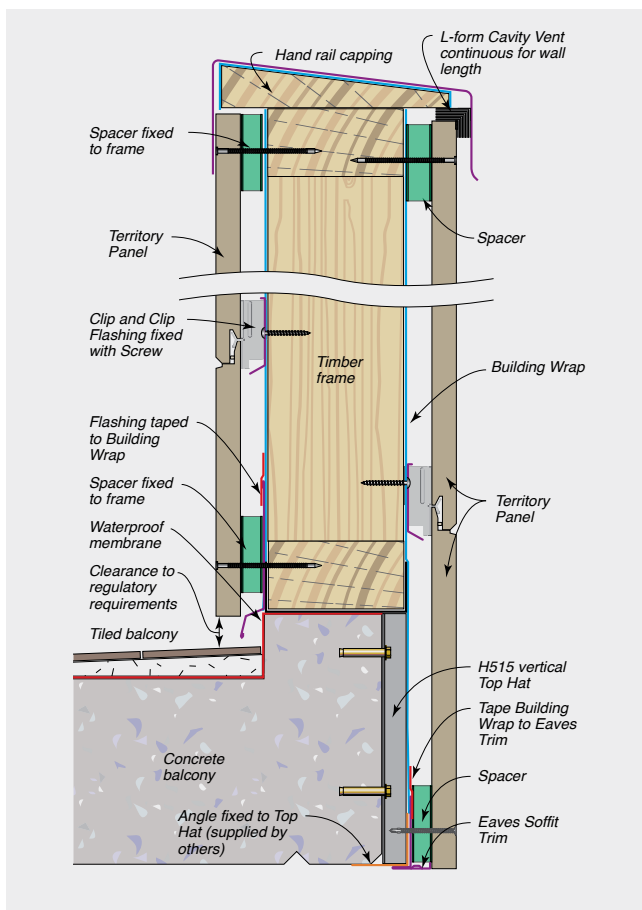 Hand rail capping
L-form Cavity Vent
continuous for wall
length
Spacer fixed
to frame
Spacer
Territory
Panel
Clip and Clip
Flashing fixed
with Screw
Timber
frame
Building Wrap
Flashing taped
to Building
Wrap
Spacer fixed
to frame
Territory
Panel
Waterproof
membrane
Clearance to
regulatory
requirements
Tiled balcony
H515 vertical
Top Hat
Tape Building
Wrap to Eaves
Trim
Concrete
balcony
Spacer
Angle fixed to Top
Hat (supplied by
others)
Eaves Soffit
Trim